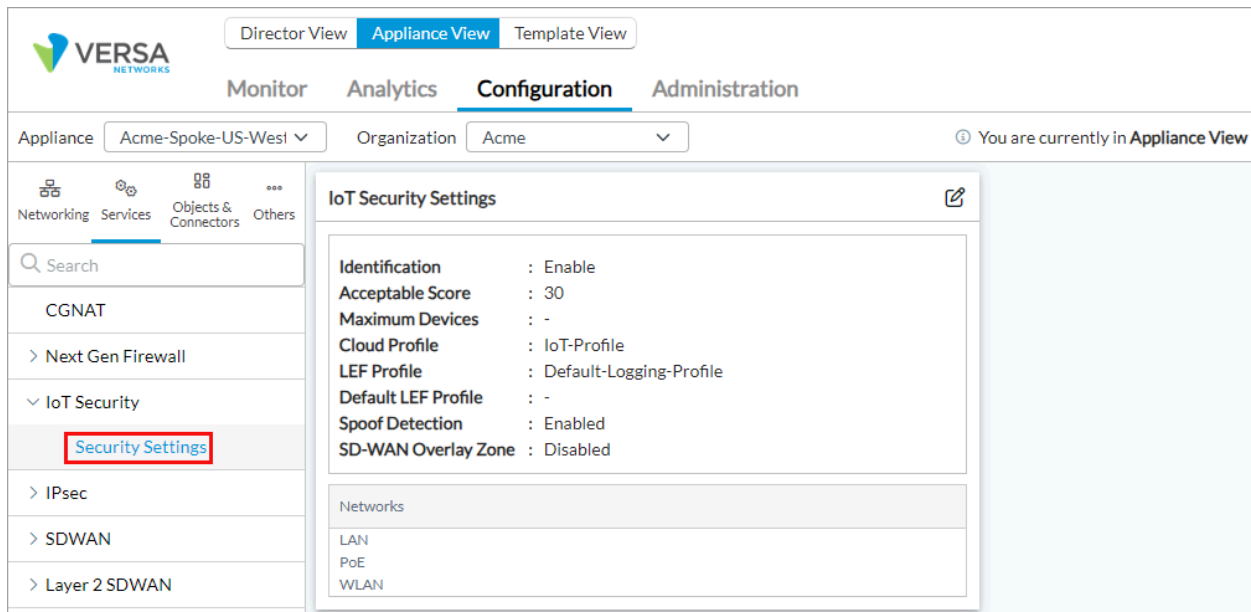 VERSA
NETWORKS
Director View Appliance View Template View
Monitor Analytics Configuration Administration
Appliance Acme-Spoke-US-West Organization Acme You are currently in Appliance View
Networking Services Objects & Connectors Others
Search
CGNAT
Next Gen Firewall
IoT Security
Security Settings
IPsec
SDWAN
Layer 2 SDWAN
IoT Security Settings
Identification : Enable
Acceptable Score : 30
Maximum Devices : -
Cloud Profile : IoT-Profile
LEF Profile : Default-Logging-Profile
Default LEF Profile : -
Spoof Detection : Enabled
SD-WAN Overlay Zone : Disabled
Networks
LAN
PoE
WLAN